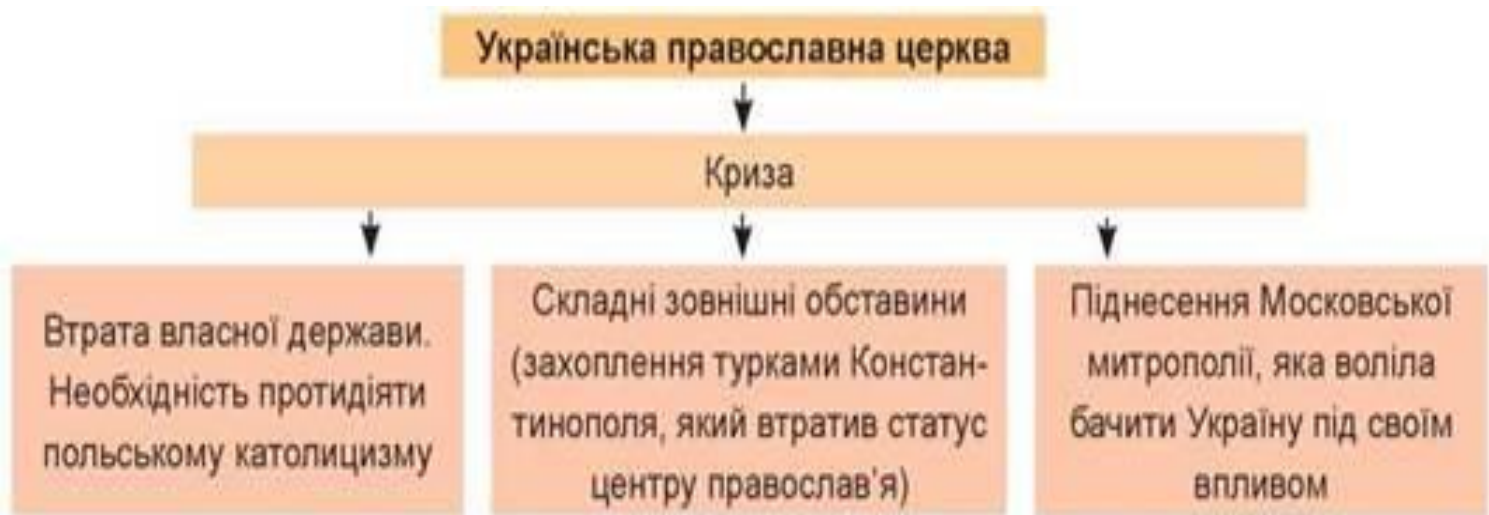 Українська православна церква
Криза
Втрата власної держави.
Необхідність протидіяти
польському католицизму
Складні зовнішні обставини
(захоплення турками Констан-
тинополя, який втратив статус
центру православ’я)
Піднесення Московської
митрополії, яка воліла
бачити Україну під своїм
впливом